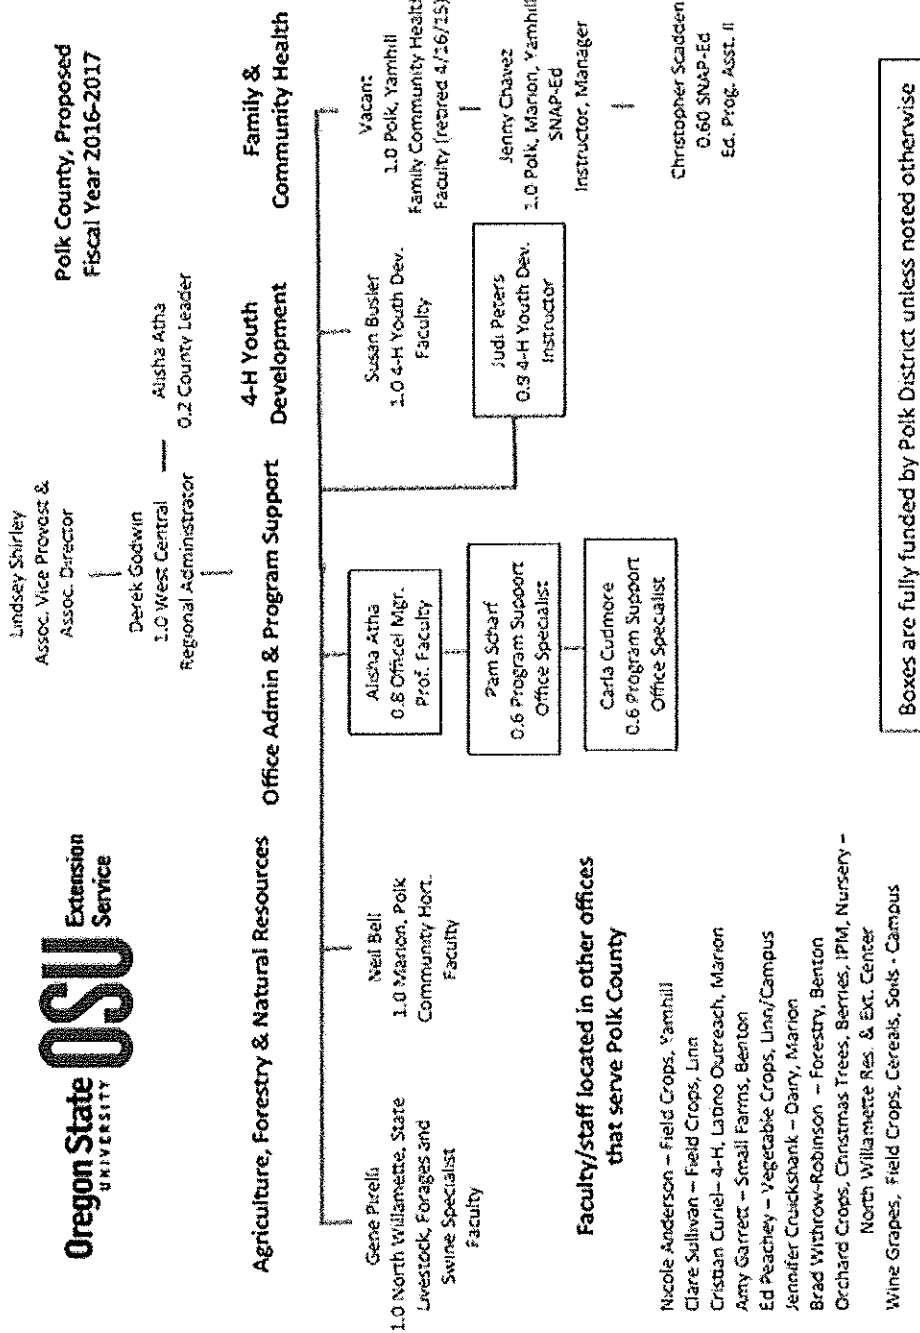 Oregon State
UNIVERSITY
OSU
Extension
Service
Lindsey Shirley
Assoc. Vice Provost &
Assoc. Director
Polk County, Proposed
Fiscal Year 2016-2017
Derek Godwin
1.0 West Central
Regional Administrator
Alisha Atha
0.2 County Leader
Agriculture, Forestry & Natural Resources
Office Admin & Program Support
4-H Youth
Development
Family &
Community Health
Gene Pirelli
1.0 North Willamette, State
Livestock, Forages and
Swine Specialist
Faculty
Neil Bell
1.0 Marion, Polk
Community Hort.
Faculty
Alisha Atha
0.8 Officel Mgr.
Prof. Faculty
Pam Scharf
0.6 Program Support
Office Specialist
Carla Cudmore
0.6 Program Support
Office Specialist
Susan Busler
1.0 4-H Youth Dev.
Faculty
Judi Peters
0.9 4-H Youth Dev.
Instructor
Vacant
1.0 Polk, Yamhill
Family Community Health
Faculty (retired 4/16/15)
Jenny Chavez
1.0 Polk, Marion, Yamhill
SNAP-Ed
Instructor, Manager
Christopher Scadden
0.60 SNAP-Ed
Ed. Prog. Asst. II
Faculty/staff located in other offices
that serve Polk County
Nicole Anderson – Field Crops, Yamhill
Clare Sullivan – Field Crops, Linn
Cristian Curiel– 4-H, Latino Outreach, Marion
Amy Garrett – Small Farms, Benton
Ed Peachey – Vegetable Crops, Linn/Campus
Jennifer Cruickshank – Dairy, Marion
Brad Withrow-Robinson – Forestry, Benton
Orchard Crops, Christmas Trees, Berries, IPM, Nursery –
North Willamette Res. & Ext. Center
Wine Grapes, Field Crops, Cereals, Soils - Campus
Boxes are fully funded by Polk District unless noted otherwise